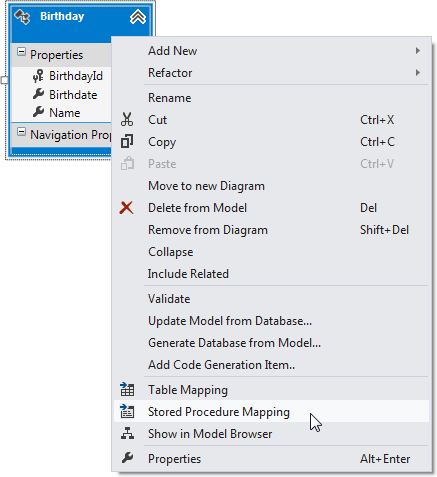 Birthday
Properties
BirthdayId
Birthdate
Name
Navigation Prop
Add New
Refactor
Rename
Cut Ctrl+X
Copy Ctrl+C
Paste Ctrl+V
Move to new Diagram
Delete from Model Del
Remove from Diagram Shift+Del
Collapse
Include Related
Validate
Update Model from Database...
Generate Database from Model...
Add Code Generation Item..
Table Mapping
Stored Procedure Mapping
Show in Model Browser
Properties Alt+Enter